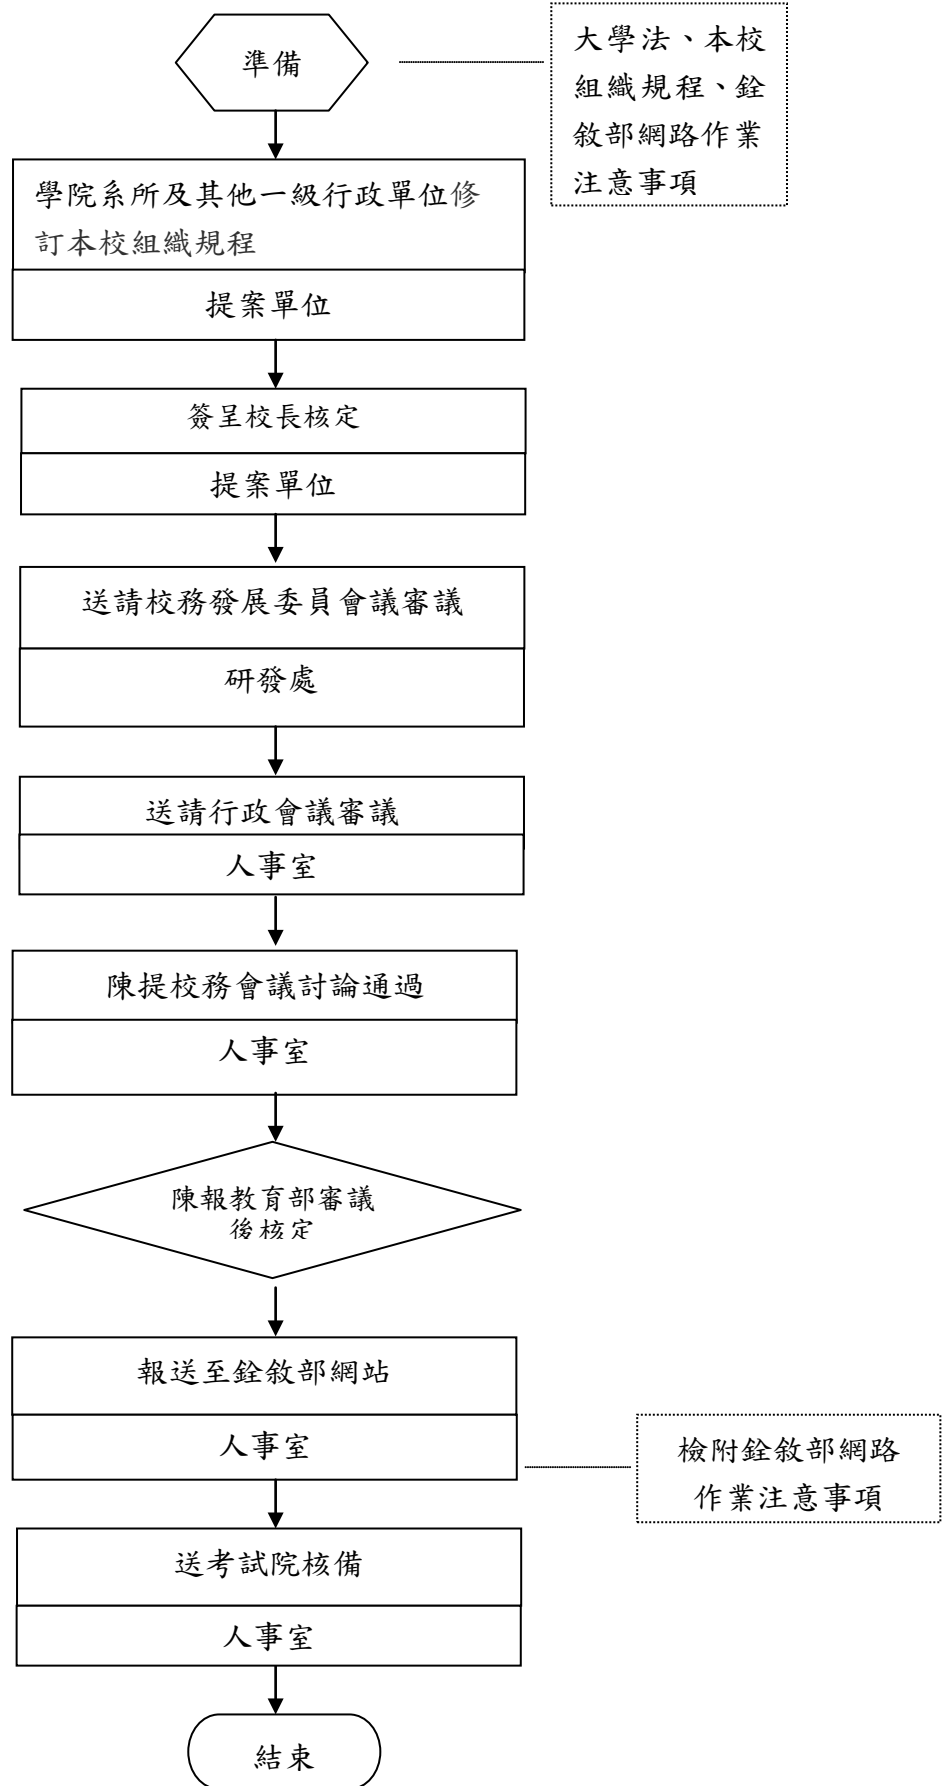 準備
大學法、本校
組織規程、銓
敘部網路作業
注意事項
學院系所及其他一級行政單位修
訂本校組織規程
提案單位
簽呈校長核定
提案單位
送請校務發展委員會議審議
研發處
送請行政會議審議
人事室
陳提校務會議討論通過
人事室
陳報教育部審議
後核定
報送至銓敘部網站
人事室
檢附銓敘部網路
作業注意事項
送考試院核備
人事室
結束